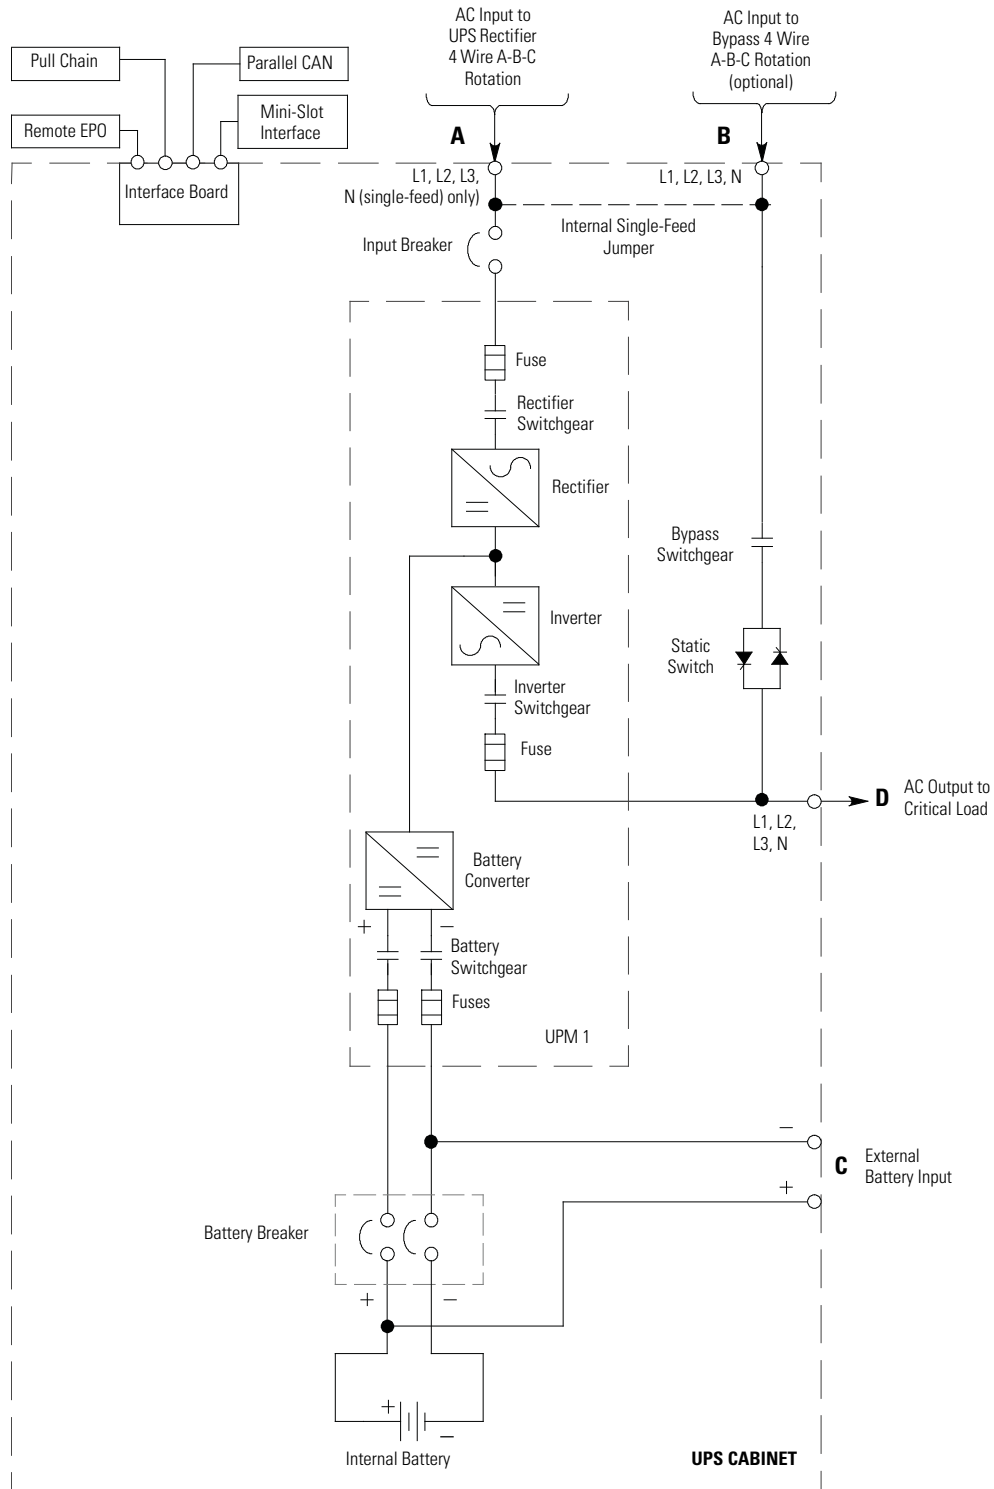 AC Input to
UPS Rectifier
4 Wire A-B-C
Rotation
AC Input to
Bypass 4 Wire
A-B-C Rotation
(optional)
Pull Chain
Parallel CAN
Remote EPO
Mini-Slot
Interface
A
B
Interface Board
L1, L2, L3,
N (single-feed) only)
L1, L2, L3, N
Internal Single-Feed
Jumper
Input Breaker
Fuse
Rectifier
Switchgear
Rectifier
Bypass
Switchgear
Inverter
Static
Switch
Inverter
Switchgear
Fuse
D
AC Output to
Critical Load
L1, L2,
L3, N
Battery
Converter
+
–
Battery
Switchgear
Fuses
UPM 1
–
C
External
Battery Input
+
Battery Breaker
+
–
+
–
Internal Battery
UPS CABINET